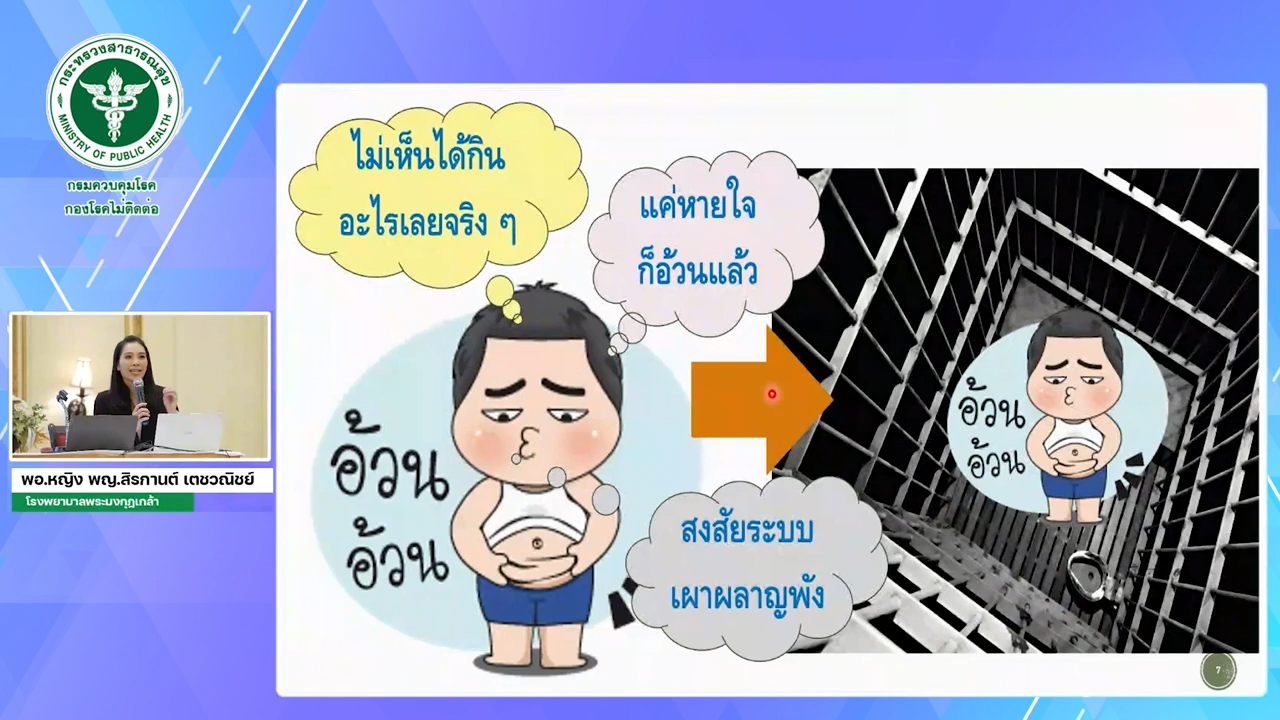 กระทรวงสาธารณสุข
MINISTRY OF PUBLIC HEALTH
กรมควบคุมโรค
กองโรคไม่ติดต่อ
พอ.หญิง พญ.สิรกานต์ เตชวณิชย์
โรงพยาบาลพระมงกุฎเกล้า
ไม่เห็นได้กิน
อะไรเลยจริง ๆ
แค่หายใจ
ก็อ้วนแล้ว
อ้วน
อ้วน
สงสัยระบบ
เผาผลาญพัง
อ้วน
อ้วน
7